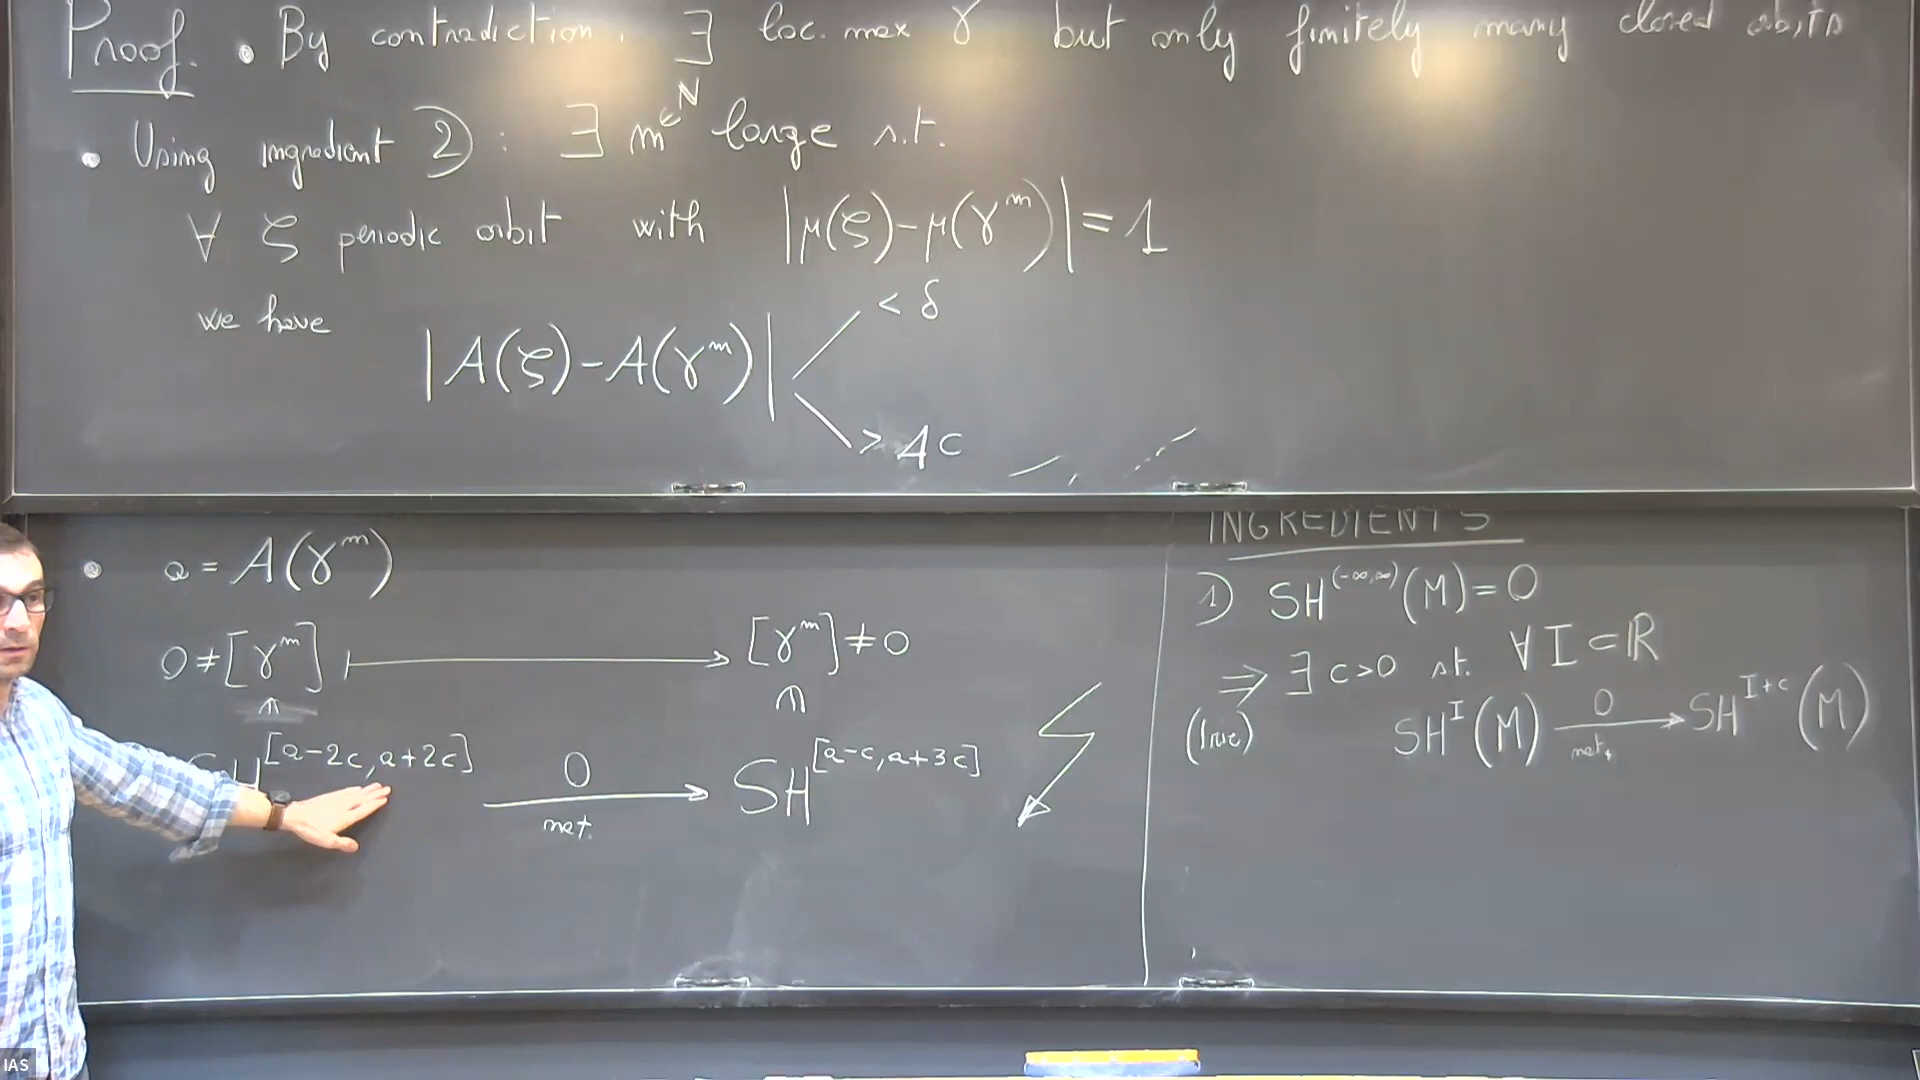 Proof. • By contradiction. ∃ loc. max γ but only finitely many closed orbits
• Using ingredient 2) : ∃ m ∈ ℕ large s.t.
∀ ζ periodic orbit with |μ(ζ)-μ(γ^m)| = 1
we have |A(ζ)-A(γ^m)|
< δ
> 4c
• a = A(γ^m)
0 ≠ [γ^m] ⟼ [γ^m] ≠ 0
SH^[a-2c, a+2c] →^0 nat. SH^[a-c, a+3c]
INGREDIENTS
1) SH^(-∞,∞)(M) = 0
⇒ ∃ c>0 s.t. ∀ I ⊂ ℝ
(Irie) SH^I(M) →^0 nat. SH^I+c(M)
IAS